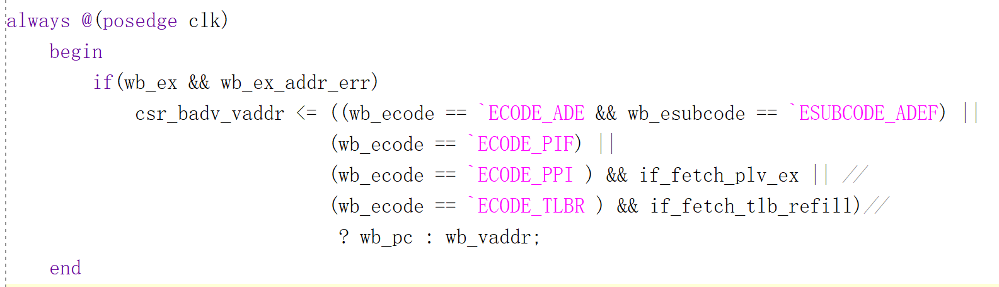 always @(posedge clk)
begin
if(wb_ex && wb_ex_addr_err)
csr_badv_vaddr <= ((wb_ecode == `ECODE_ADE && wb_esubcode == `ESUBCODE_ADEF) ||
(wb_ecode == `ECODE_PIF) ||
(wb_ecode == `ECODE_PPI ) && if_fetch_plv_ex || //
(wb_ecode == `ECODE_TLBR ) && if_fetch_tlb_refill)//
? wb_pc : wb_vaddr;
end